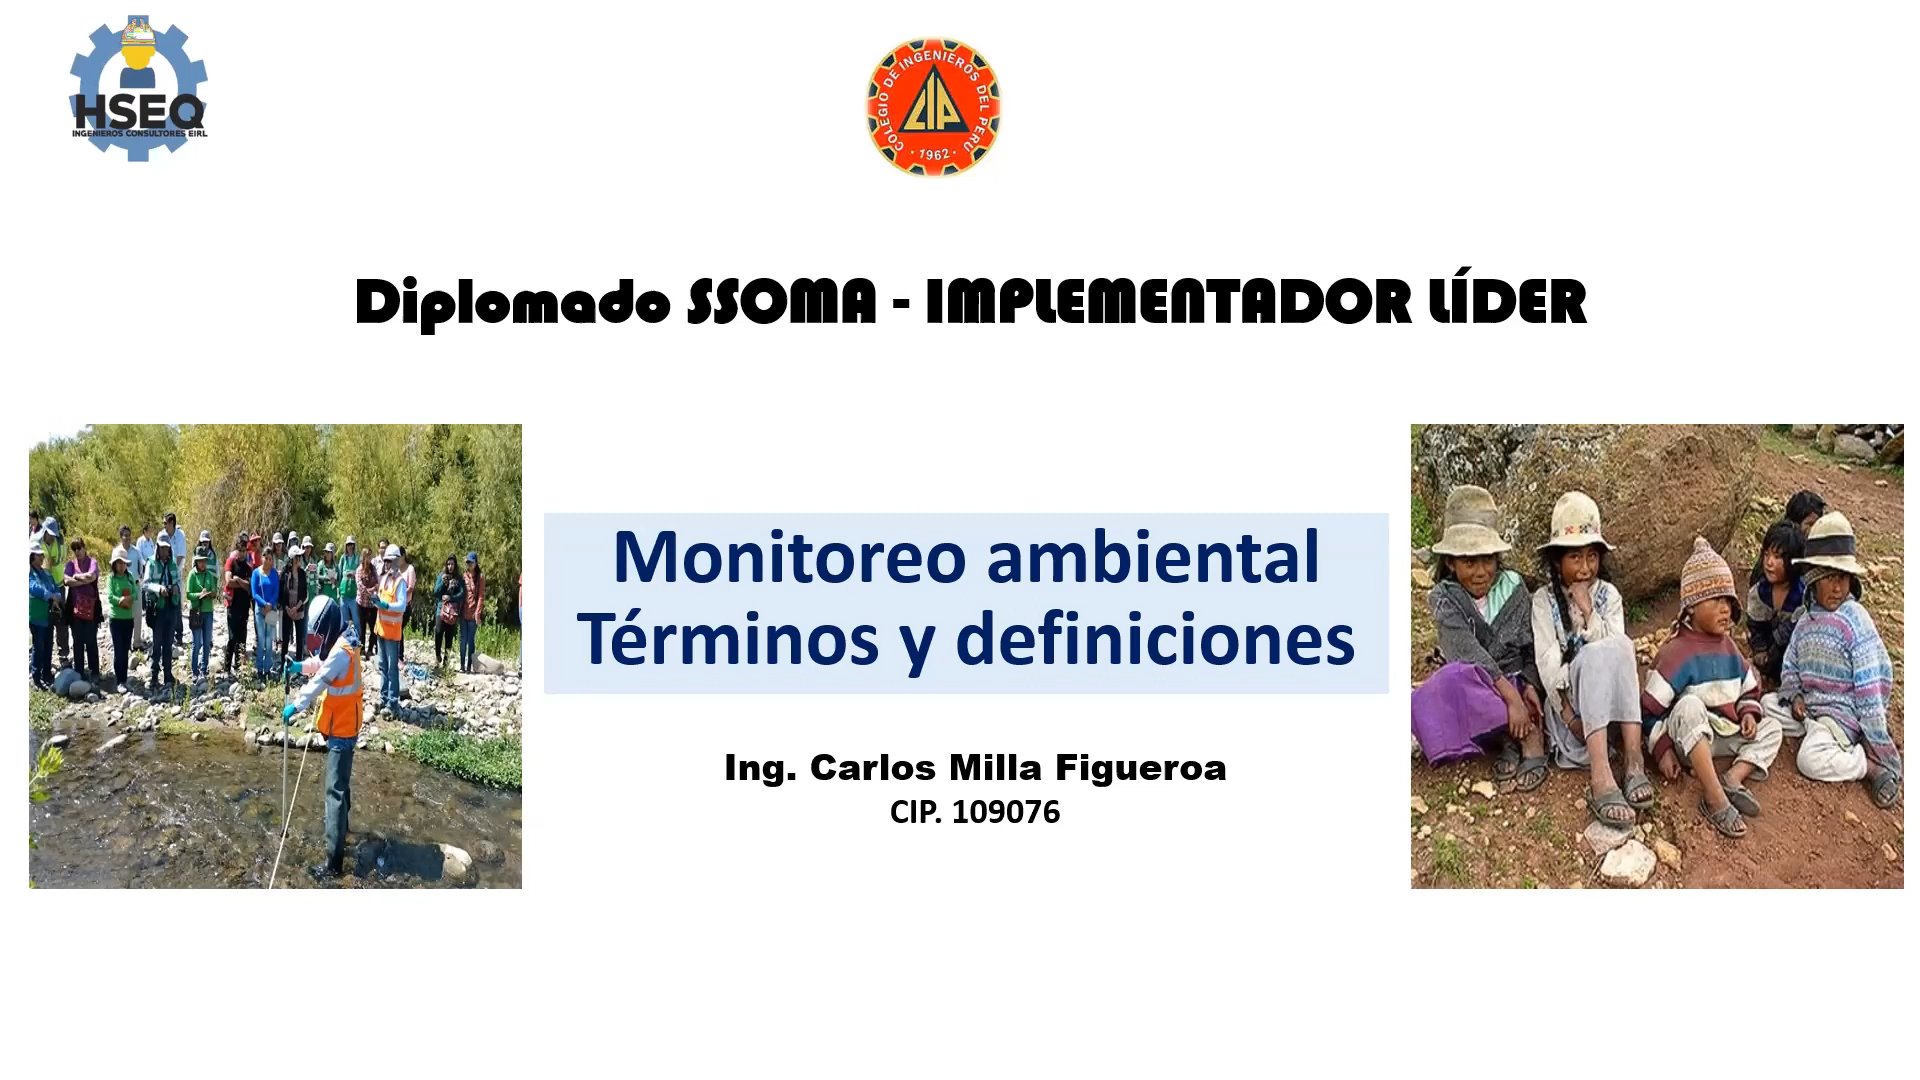 HSEQ
INGENIEROS CONSULTORES EIRL
COLEGIO DE INGENIEROS DEL PERU
CIP
· 1962 ·
Diplomado SSOMA - IMPLEMENTADOR LÍDER
Monitoreo ambiental
Términos y definiciones
Ing. Carlos Milla Figueroa
CIP. 109076